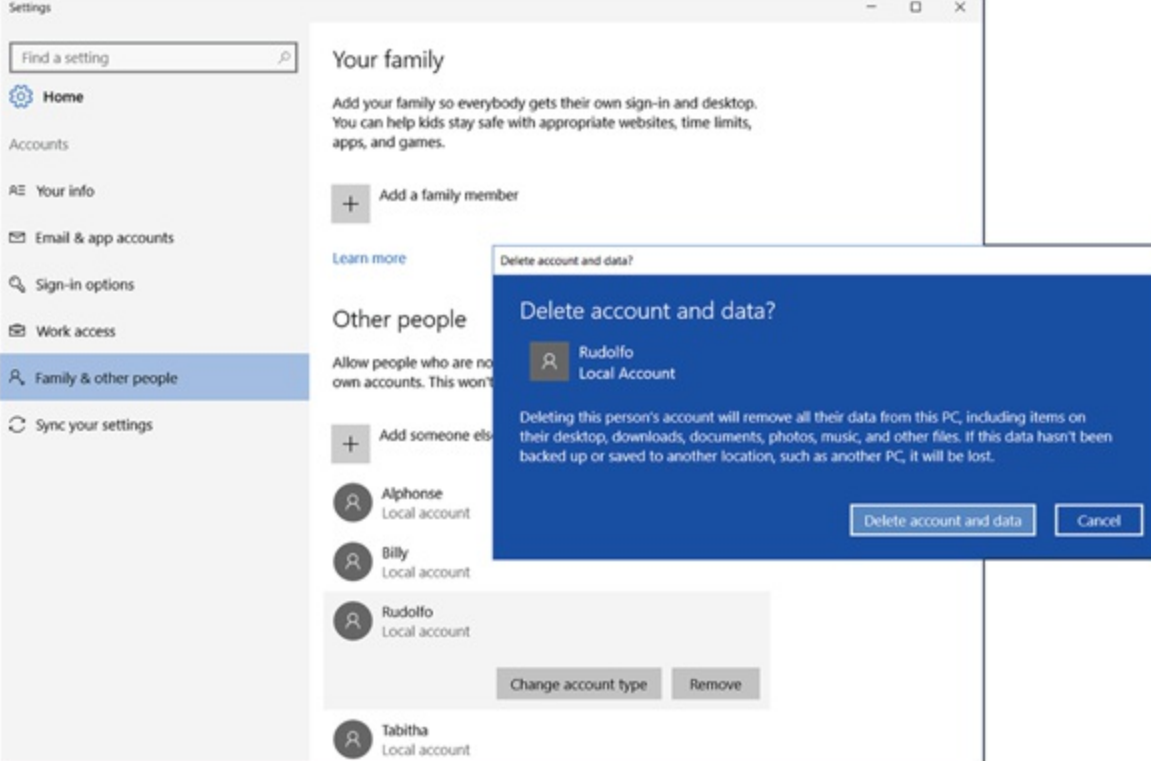 Settings
Find a setting
Home
Accounts
Your info
Email & app accounts
Sign-in options
Work access
Family & other people
Sync your settings
Your family
Add your family so everybody gets their own sign-in and desktop.
You can help kids stay safe with appropriate websites, time limits,
apps, and games.
Add a family member
Learn more
Other people
Allow people who are no
own accounts. This won't
Add someone els
Alphonse
Local account
Billy
Local account
Rudolfo
Local account
Change account type
Remove
Tabitha
Local account
Delete account and data?
Delete account and data?
Rudolfo
Local Account
Deleting this person's account will remove all their data from this PC, including items on
their desktop, downloads, documents, photos, music, and other files. If this data hasn't been
backed up or saved to another location, such as another PC, it will be lost.
Delete account and data
Cancel